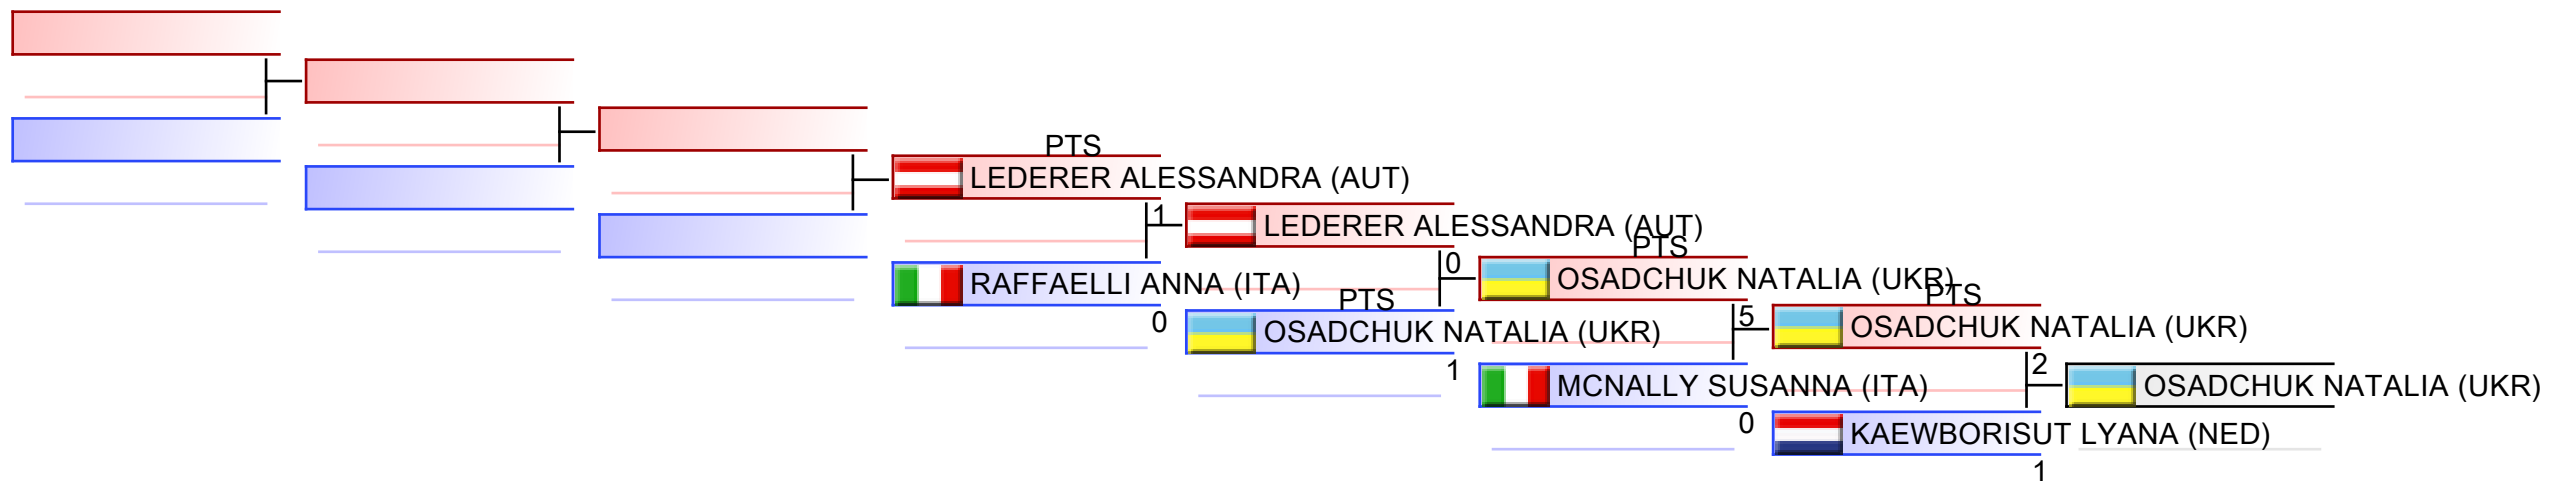 PTS
LEDERER ALESSANDRA (AUT)
1
LEDERER ALESSANDRA (AUT)
PTS
0
RAFFAELLI ANNA (ITA)
OSADCHUK NATALIA (UKR)
PTS
PTS
0
OSADCHUK NATALIA (UKR)
5
OSADCHUK NATALIA (UKR)
1
MCNALLY SUSANNA (ITA)
2
OSADCHUK NATALIA (UKR)
0
KAEWBORISUT LYANA (NED)
1